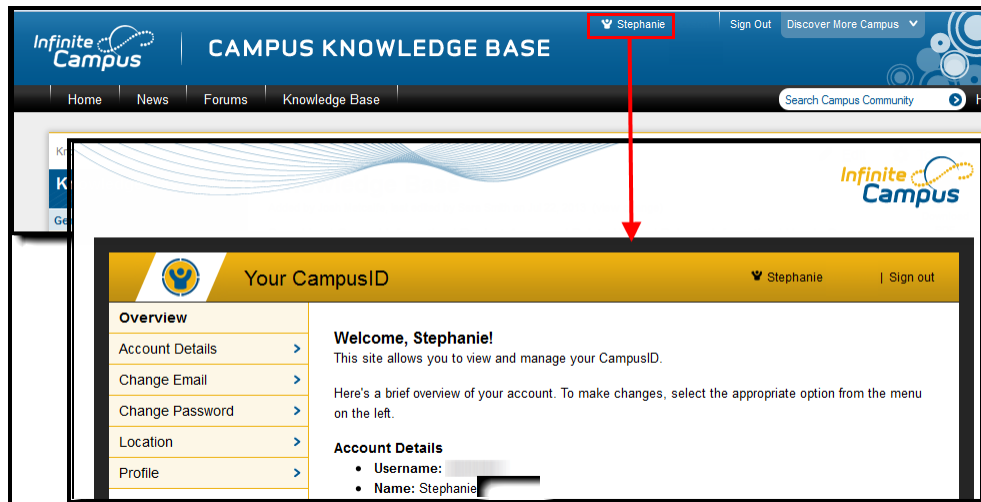 Infinite Campus
CAMPUS KNOWLEDGE BASE
Stephanie
Sign Out
Discover More Campus
Home
News
Forums
Knowledge Base
Search Campus Community
H
Kn
K
Ge
Infinite Campus
Your CampusID
Stephanie
| Sign out
Overview
Account Details
Change Email
Change Password
Location
Profile
Welcome, Stephanie!
This site allows you to view and manage your CampusID.
Here's a brief overview of your account. To make changes, select the appropriate option from the menu
on the left.
Account Details
• Username:
• Name: Stephanie